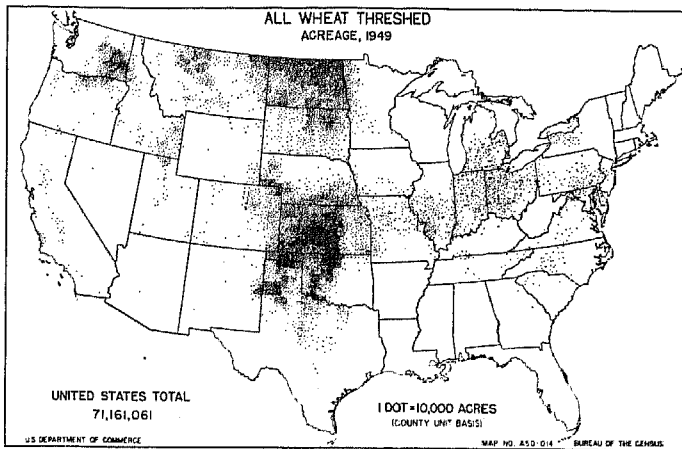 ALL WHEAT THRESHED
ACREAGE, 1949
UNITED STATES TOTAL
71,161,061
1 DOT=10,000 ACRES
(COUNTY UNIT BASIS)
US DEPARTMENT OF COMMERCE
MAP NO. A50-014
BUREAU OF THE CENSUS